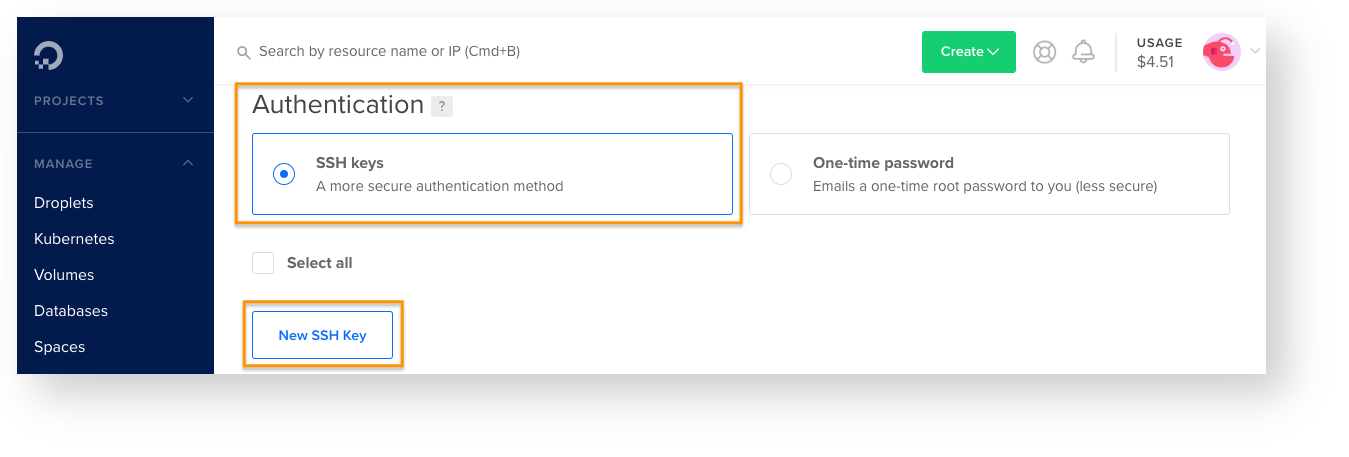 Search by resource name or IP (Cmd+B)
Create
USAGE
$4.51
PROJECTS
MANAGE
Droplets
Kubernetes
Volumes
Databases
Spaces
Authentication ?
SSH keys
A more secure authentication method
One-time password
Emails a one-time root password to you (less secure)
Select all
New SSH Key